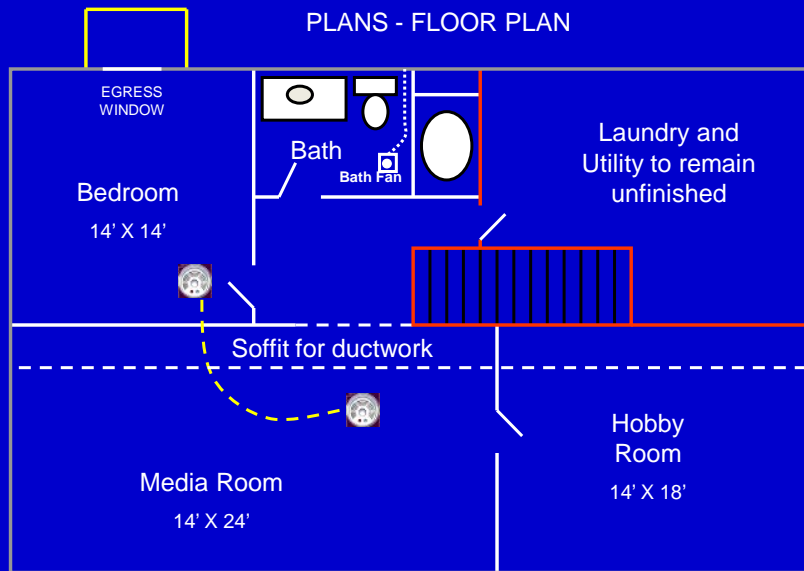 PLANS - FLOOR PLAN
EGRESS
WINDOW
Bath
Bath Fan
Laundry and
Utility to remain
unfinished
Bedroom
14’ X 14’
Soffit for ductwork
Hobby
Room
14’ X 18’
Media Room
14’ X 24’